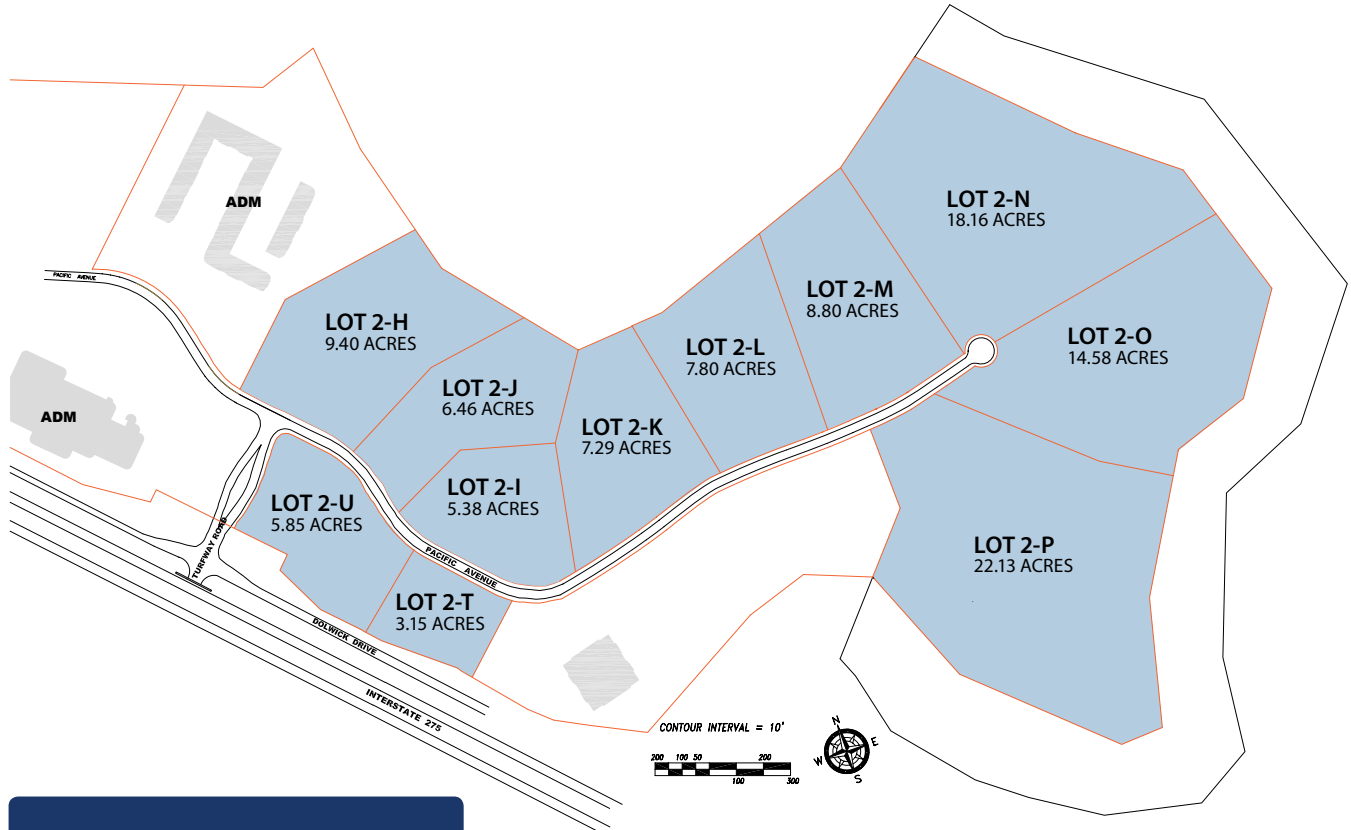 ADM
PACIFIC AVENUE
ADM
LOT 2-N
18.16 ACRES
LOT 2-M
8.80 ACRES
LOT 2-H
9.40 ACRES
LOT 2-L
7.80 ACRES
LOT 2-O
14.58 ACRES
LOT 2-J
6.46 ACRES
LOT 2-K
7.29 ACRES
LOT 2-I
5.38 ACRES
LOT 2-U
5.85 ACRES
TURFWAY ROAD
PACIFIC AVENUE
LOT 2-P
22.13 ACRES
LOT 2-T
3.15 ACRES
DOLWICK DRIVE
INTERSTATE 275
CONTOUR INTERVAL = 10'
200 100 50 200
100 300
N
E
W
S